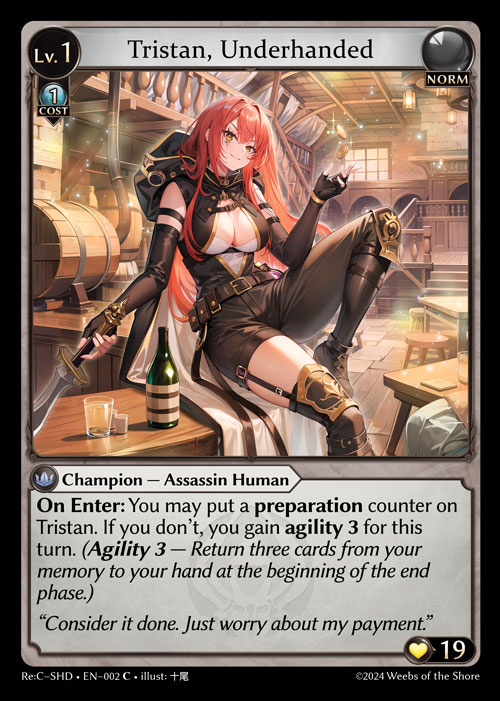 Lv. 1
Tristan, Underhanded
NORM
1
COST
Champion — Assassin Human
On Enter: You may put a preparation counter on
Tristan. If you don't, you gain agility 3 for this
turn. (Agility 3 — Return three cards from your
memory to your hand at the beginning of the end
phase.)
“Consider it done. Just worry about my payment.”
19
Re:C–SHD • EN–002 C • illust: 十尾
©2024 Weebs of the Shore